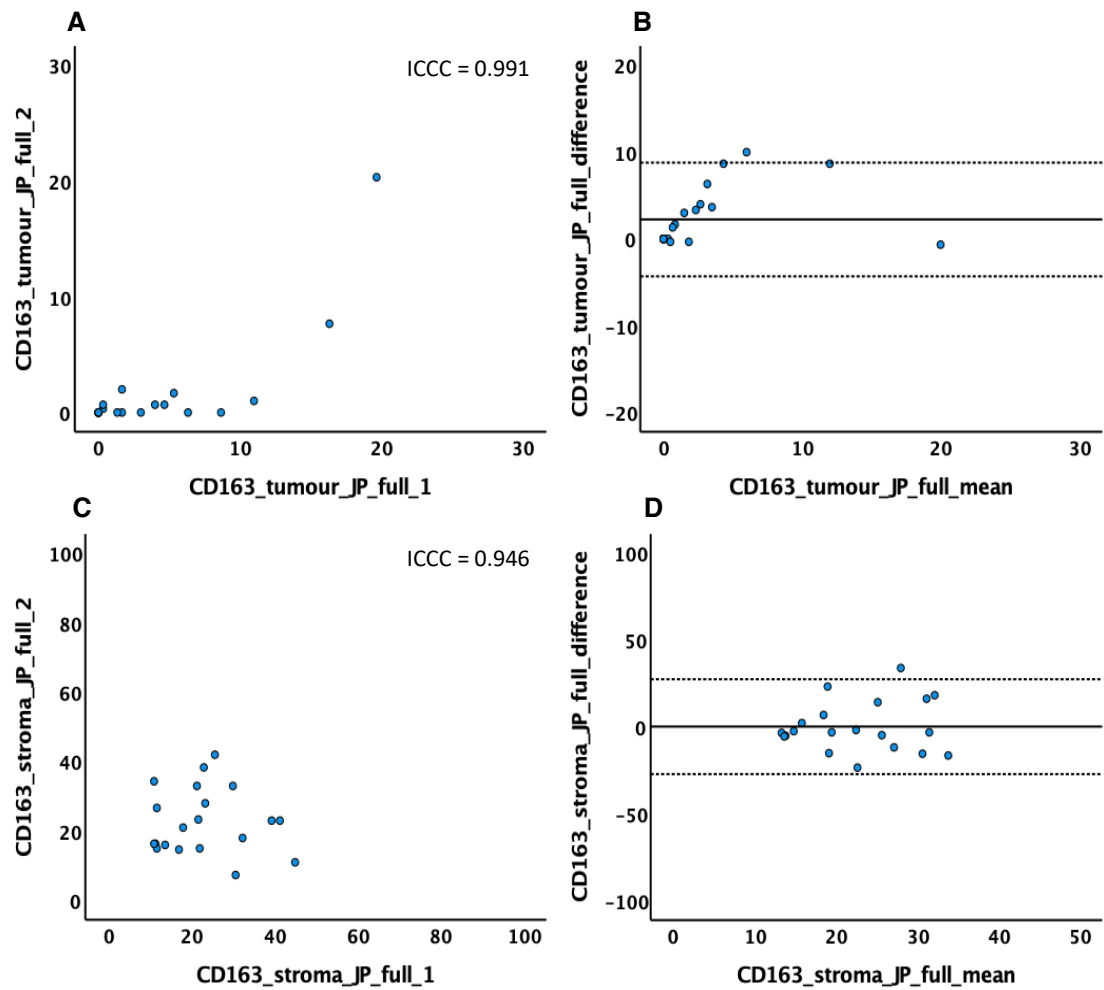 A
B
ICCC = 0.991
CD163_tumour_JP_full_2
30
20
10
0
0
10
20
30
CD163_tumour_JP_full_1
CD163_tumour_JP_full_difference
20
10
0
−10
−20
0
10
20
30
CD163_tumour_JP_full_mean
C
D
ICCC = 0.946
CD163_stroma_JP_full_2
100
80
60
40
20
0
0
20
40
60
80
100
CD163_stroma_JP_full_1
CD163_stroma_JP_full_difference
100
50
0
−50
−100
0
10
20
30
40
50
CD163_stroma_JP_full_mean